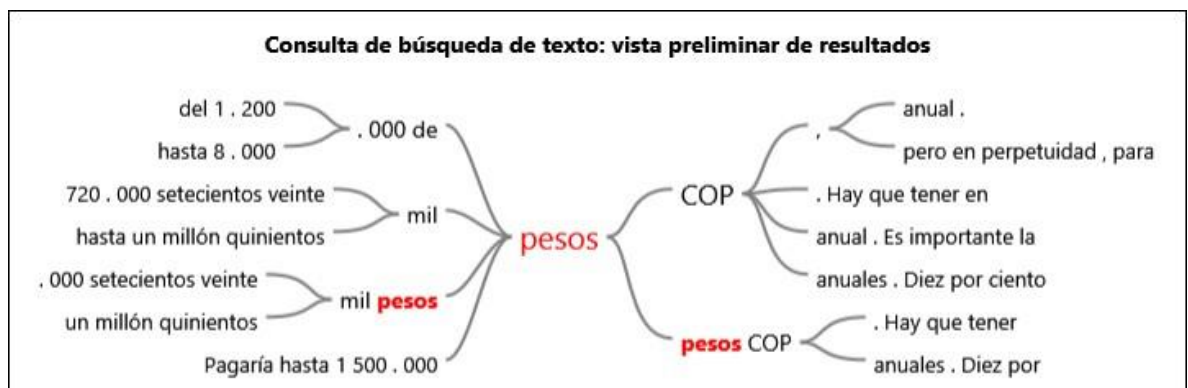 Consulta de búsqueda de texto: vista preliminar de resultados
del 1 . 200
hasta 8 . 000
. 000 de
720 . 000 setecientos veinte
hasta un millón quinientos
mil
. 000 setecientos veinte
un millón quinientos
mil pesos
Pagaría hasta 1 500 . 000
pesos
COP
,
anual .
pero en perpetuidad , para
. Hay que tener en
anual . Es importante la
anuales . Diez por ciento
pesos COP
. Hay que tener
anuales . Diez por